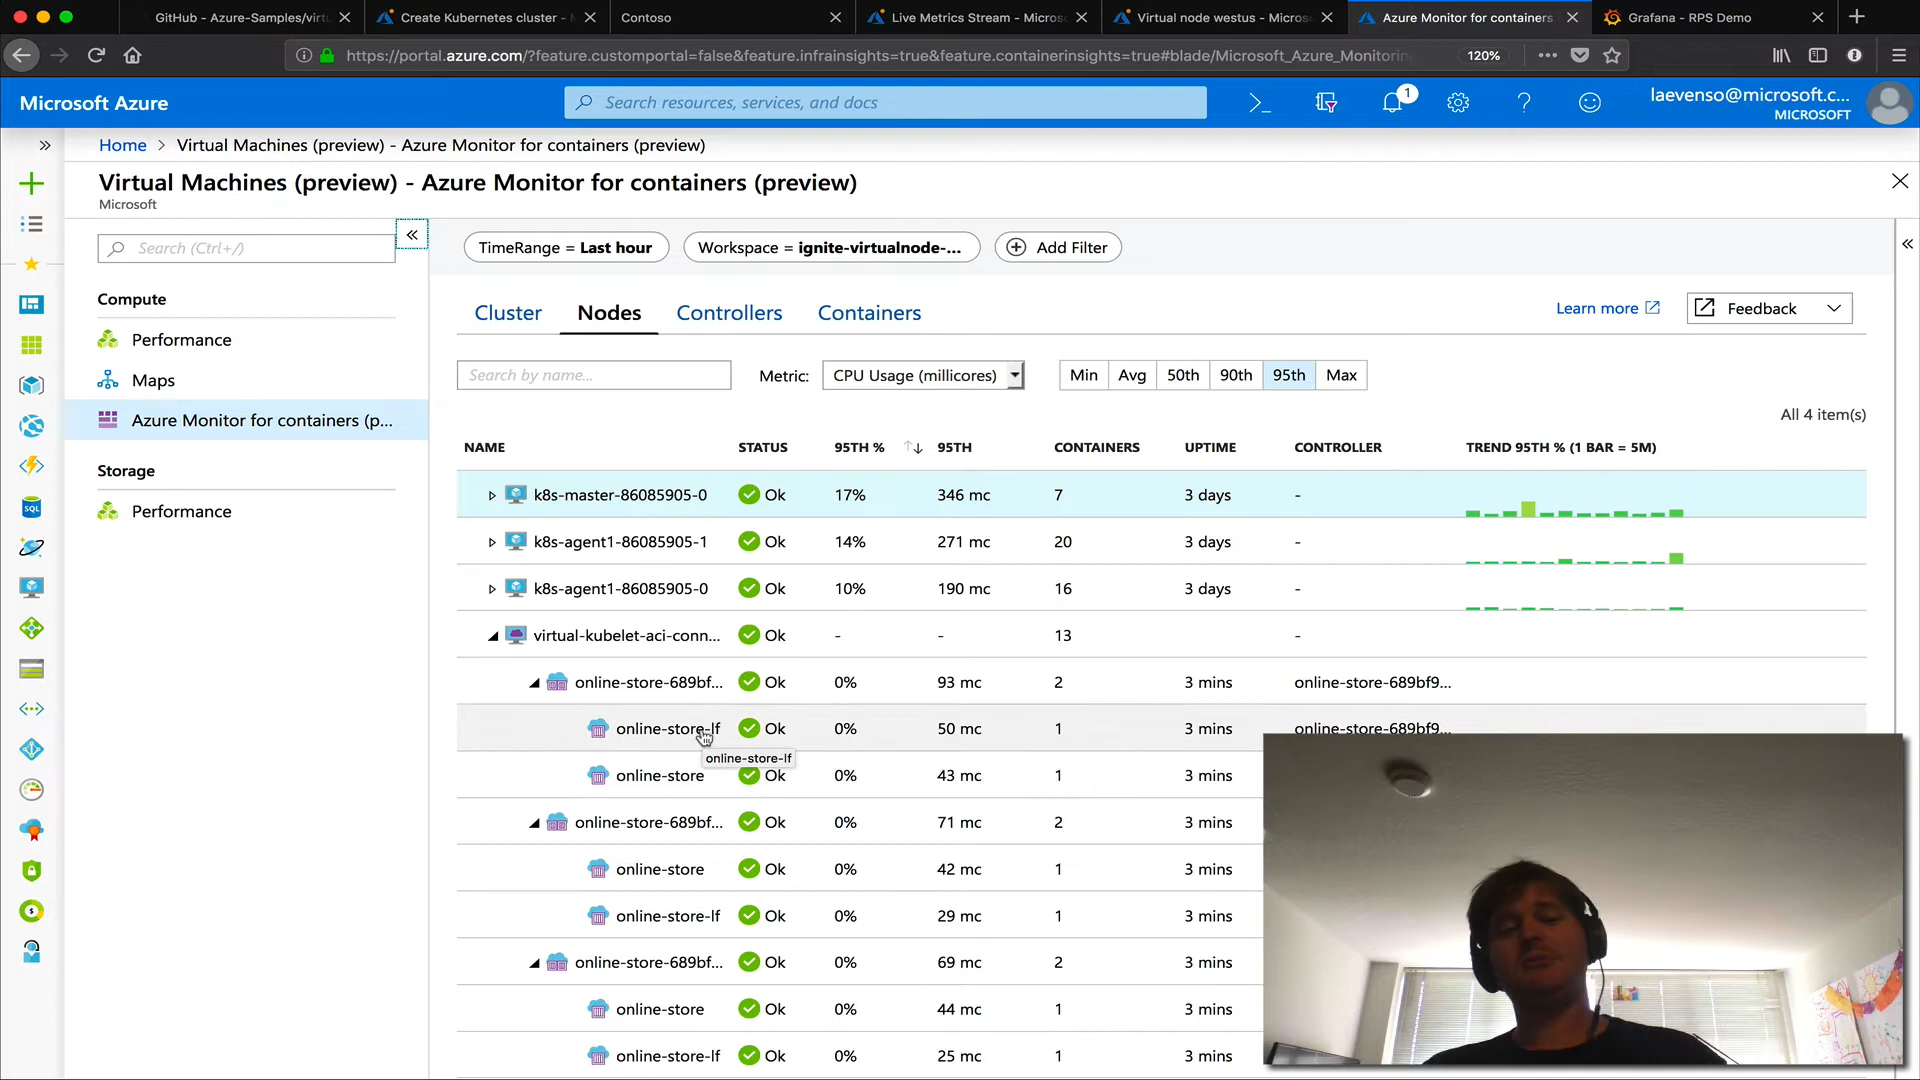 GitHub - Azure-Samples/virtu
Create Kubernetes cluster -
Contoso
Live Metrics Stream - Micros
Virtual node westus - Micros
Azure Monitor for containers
Grafana - RPS Demo
https://portal.azure.com/?feature.customportal=false&feature.infrainsights=true&feature.containerinsights=true#blade/Microsoft_Azure_Monitoring
120%
Microsoft Azure
Search resources, services, and docs
1
laevenso@microsoft.c...
MICROSOFT
Home > Virtual Machines (preview) - Azure Monitor for containers (preview)
Virtual Machines (preview) - Azure Monitor for containers (preview)
Microsoft
Search (Ctrl+/)
Compute
Performance
Maps
Azure Monitor for containers (p...
Storage
Performance
TimeRange = Last hour
Workspace = ignite-virtualnode-...
Add Filter
Cluster
Nodes
Controllers
Containers
Learn more
Feedback
Search by name...
Metric:
CPU Usage (millicores)
Min
Avg
50th
90th
95th
Max
All 4 item(s)
NAME STATUS 95TH % 95TH CONTAINERS UPTIME CONTROLLER TREND 95TH % (1 BAR = 5M)
k8s-master-86085905-0 Ok 17% 346 mc 7 3 days -
k8s-agent1-86085905-1 Ok 14% 271 mc 20 3 days -
k8s-agent1-86085905-0 Ok 10% 190 mc 16 3 days -
virtual-kubelet-aci-conn... Ok - - 13 -
online-store-689bf... Ok 0% 93 mc 2 3 mins online-store-689bf9...
online-store-lf Ok 0% 50 mc 1 3 mins online-store-689bf9...
online-store-lf
online-store Ok 0% 43 mc 1 3 mins
online-store-689bf... Ok 0% 71 mc 2 3 mins
online-store Ok 0% 42 mc 1 3 mins
online-store-lf Ok 0% 29 mc 1 3 mins
online-store-689bf... Ok 0% 69 mc 2 3 mins
online-store Ok 0% 44 mc 1 3 mins
online-store-lf Ok 0% 25 mc 1 3 mins